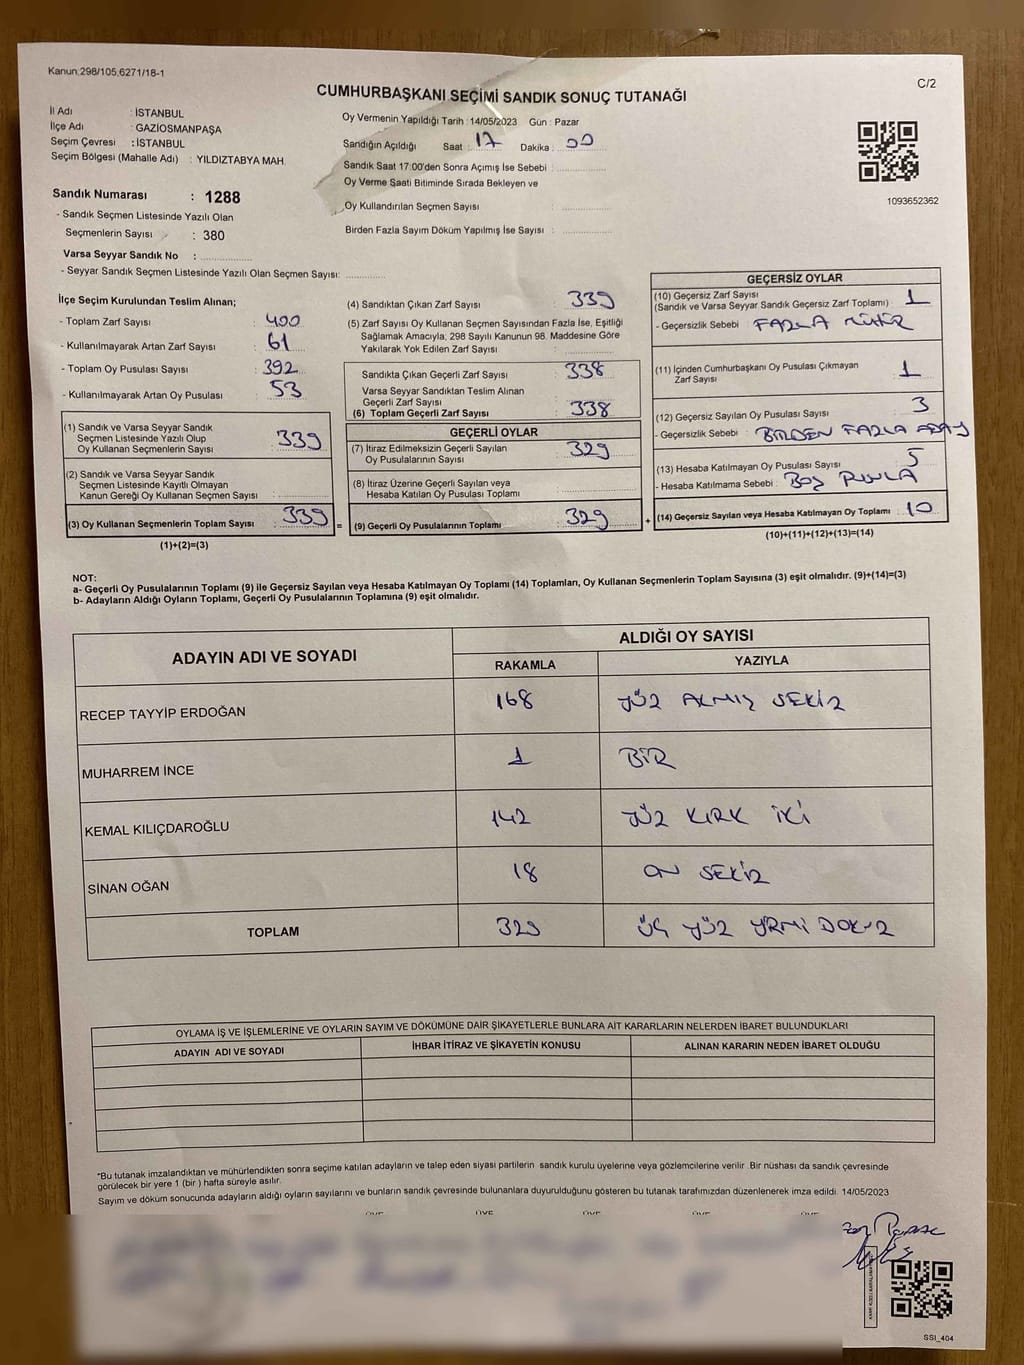 Kanun:298/105,6271/18-1
C/2
CUMHURBAŞKANI SEÇİMİ SANDIK SONUÇ TUTANAĞI
İl Adı : İSTANBUL
İlçe Adı : GAZİOSMANPAŞA
Seçim Çevresi : İSTANBUL
Seçim Bölgesi (Mahalle Adı) : YILDIZTABYA MAH.
Oy Vermenin Yapıldığı Tarih :14/05/2023 Gün : Pazar
Sandığın Açıldığı Saat : 17 Dakika : 00
Sandık Saat 17:00'den Sonra Açımış İse Sebebi :
Oy Verme Saati Bitiminde Sırada Bekleyen ve
Oy Kullandırılan Seçmen Sayısı :
Birden Fazla Sayım Döküm Yapılmış İse Sayısı :
1093652362
Sandık Numarası : 1288
- Sandık Seçmen Listesinde Yazılı Olan
Seçmenlerin Sayısı : 380
Varsa Seyyar Sandık No :
- Seyyar Sandık Seçmen Listesinde Yazılı Olan Seçmen Sayısı:
İlçe Seçim Kurulundan Teslim Alınan;
- Toplam Zarf Sayısı : 400
- Kullanılmayarak Artan Zarf Sayısı : 61
- Toplam Oy Pusulası Sayısı : 392
- Kullanılmayarak Artan Oy Pusulası : 53
(1) Sandık ve Varsa Seyyar Sandık
Seçmen Listesinde Yazılı Olup
Oy Kullanan Seçmenlerin Sayısı : 339
(2) Sandık ve Varsa Seyyar Sandık
Seçmen Listesinde Kayıtlı Olmayan
Kanun Gereği Oy Kullanan Seçmen Sayısı :
(3) Oy Kullanan Seçmenlerin Toplam Sayısı : 339 =
(1)+(2)=(3)
(4) Sandıktan Çıkan Zarf Sayısı : 339
(5) Zarf Sayısı Oy Kullanan Seçmen Sayısından Fazla İse, Eşitliği
Sağlamak Amacıyla; 298 Sayılı Kanunun 98. Maddesine Göre
Yakılarak Yok Edilen Zarf Sayısı :
Sandıkta Çıkan Geçerli Zarf Sayısı : 338
Varsa Seyyar Sandıktan Teslim Alınan
Geçerli Zarf Sayısı :
(6) Toplam Geçerli Zarf Sayısı : 338
GEÇERLİ OYLAR
(7) İtiraz Edilmeksizin Geçerli Sayılan
Oy Pusulalarının Sayısı : 329
(8) İtiraz Üzerine Geçerli Sayılan veya
Hesaba Katılan Oy Pusulası Toplamı :
(9) Geçerli Oy Pusulalarının Toplamı : 329 +
GEÇERSİZ OYLAR
(10) Geçersiz Zarf Sayısı
(Sandık ve Varsa Seyyar Sandık Geçersiz Zarf Toplamı) : 1
- Geçersizlik Sebebi : FAZLA MÜHÜR
(11) İçinden Cumhurbaşkanı Oy Pusulası Çıkmayan
Zarf Sayısı : 1
(12) Geçersiz Sayılan Oy Pusulası Sayısı : 3
- Geçersizlik Sebebi : BİRDEN FAZLA ADAY
(13) Hesaba Katılmayan Oy Pusulası Sayısı : 5
- Hesaba Katılmama Sebebi : BOŞ PUSULA
(14) Geçersiz Sayılan veya Hesaba Katılmayan Oy Toplamı : 10
(10)+(11)+(12)+(13)=(14)
NOT:
a- Geçerli Oy Pusulalarının Toplamı (9) ile Geçersiz Sayılan veya Hesaba Katılmayan Oy Toplamı (14) Toplamları, Oy Kullanan Seçmenlerin Toplam Sayısına (3) eşit olmalıdır. (9)+(14)=(3)
b- Adayların Aldığı Oyların Toplamı, Geçerli Oy Pusulalarının Toplamına (9) eşit olmalıdır.
ADAYIN ADI VE SOYADI
ALDIĞI OY SAYISI
RAKAMLA YAZIYLA
RECEP TAYYİP ERDOĞAN 168 YÜZ ALMIŞ SEKİZ
MUHARREM İNCE 1 BİR
KEMAL KILIÇDAROĞLU 142 YÜZ KIRK İKİ
SİNAN OĞAN 18 ON SEKİZ
TOPLAM 329 ÜÇ YÜZ YİRMİ DOKUZ
OYLAMA İŞ VE İŞLEMLERİNE VE OYLARIN SAYIM VE DÖKÜMÜNE DAİR ŞİKAYETLERLE BUNLARA AİT KARARLARIN NELERDEN İBARET BULUNDUKLARI
ADAYIN ADI VE SOYADI İHBAR İTİRAZ VE ŞİKAYETİN KONUSU ALINAN KARARIN NEDEN İBARET OLDUĞU
*Bu tutanak imzalandıktan ve mühürlendikten sonra seçime katılan adayların ve talep eden siyasi partilerin sandık kurulu üyelerine veya gözlemcilerine verilir .Bir nüshası da sandık çevresinde
görülecek bir yere 1 (bir ) hafta süreyle asılır.
Sayım ve döküm sonucunda adayların aldığı oyların sayılarını ve bunların sandık çevresinde bulunanlara duyurulduğunu gösteren bu tutanak tarafımızdan düzenlenerek imza edildi. 14/05/2023
SSI_404